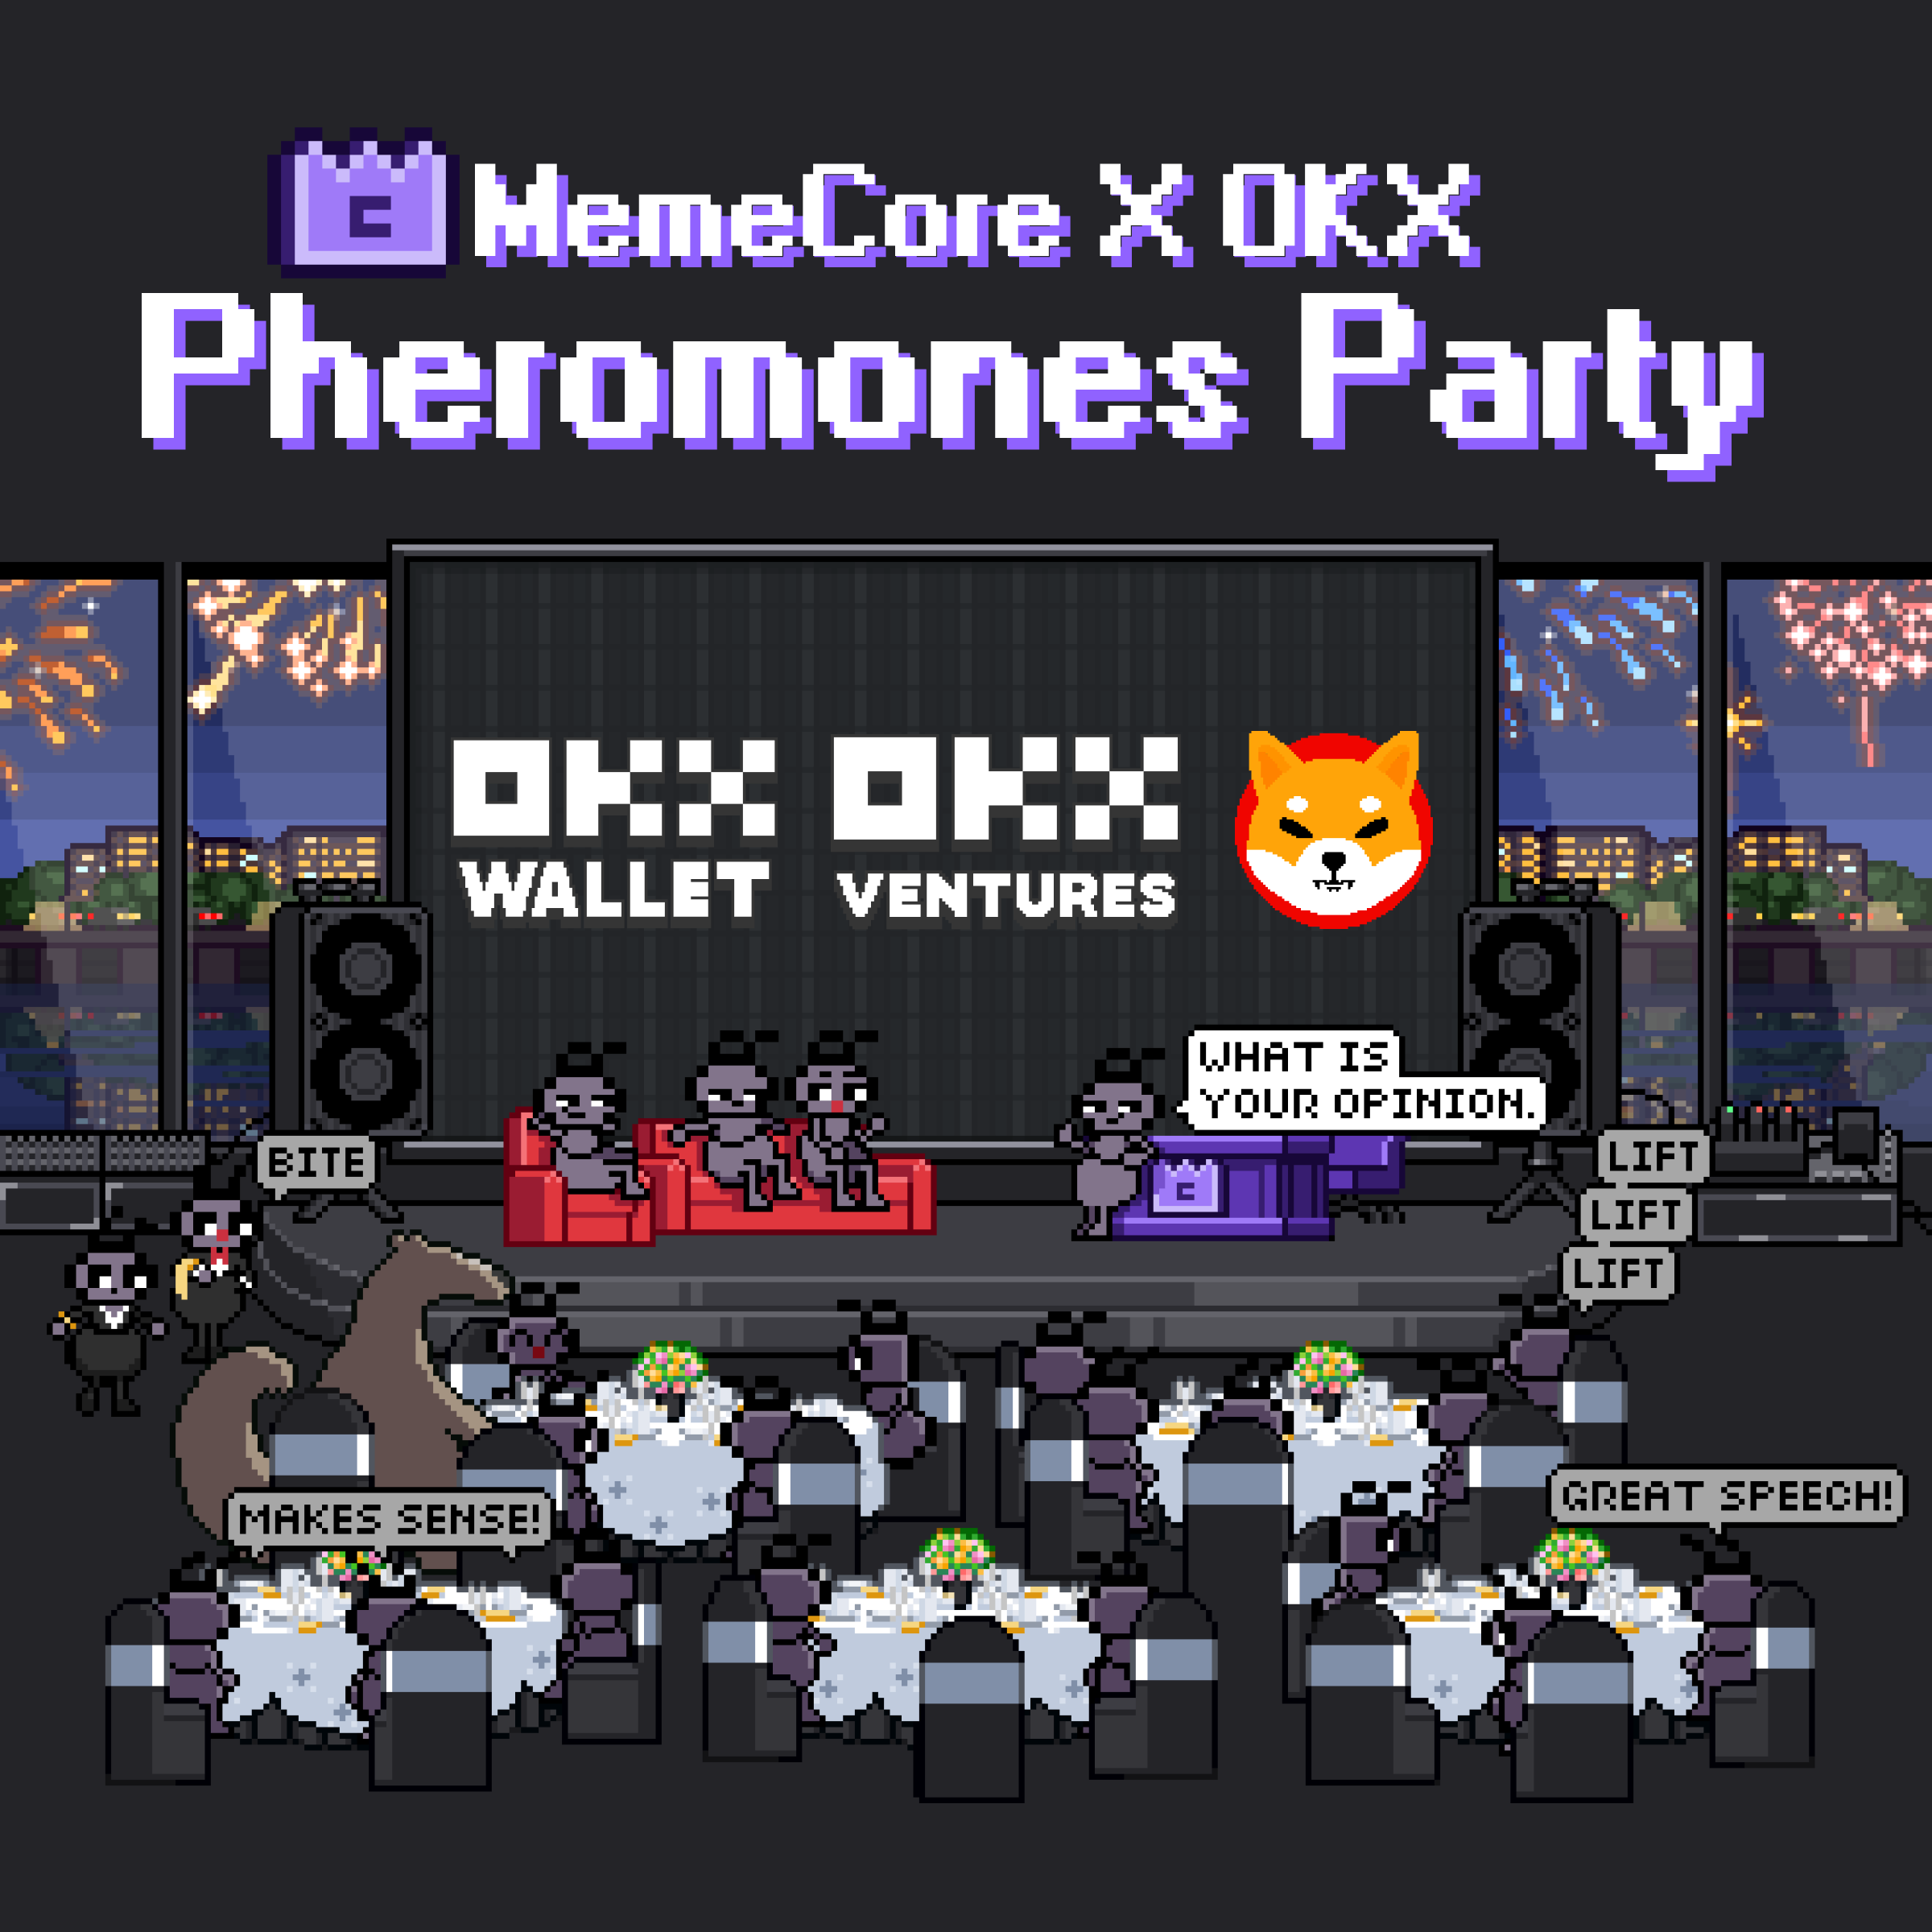 MemeCore X OKX
Pheromones Party
OKX OKX
WALLET VENTURES
WHAT IS
YOUR OPINION.
BITE
LIFT
LIFT
LIFT
MAKES SENSE!
GREAT SPEECH!